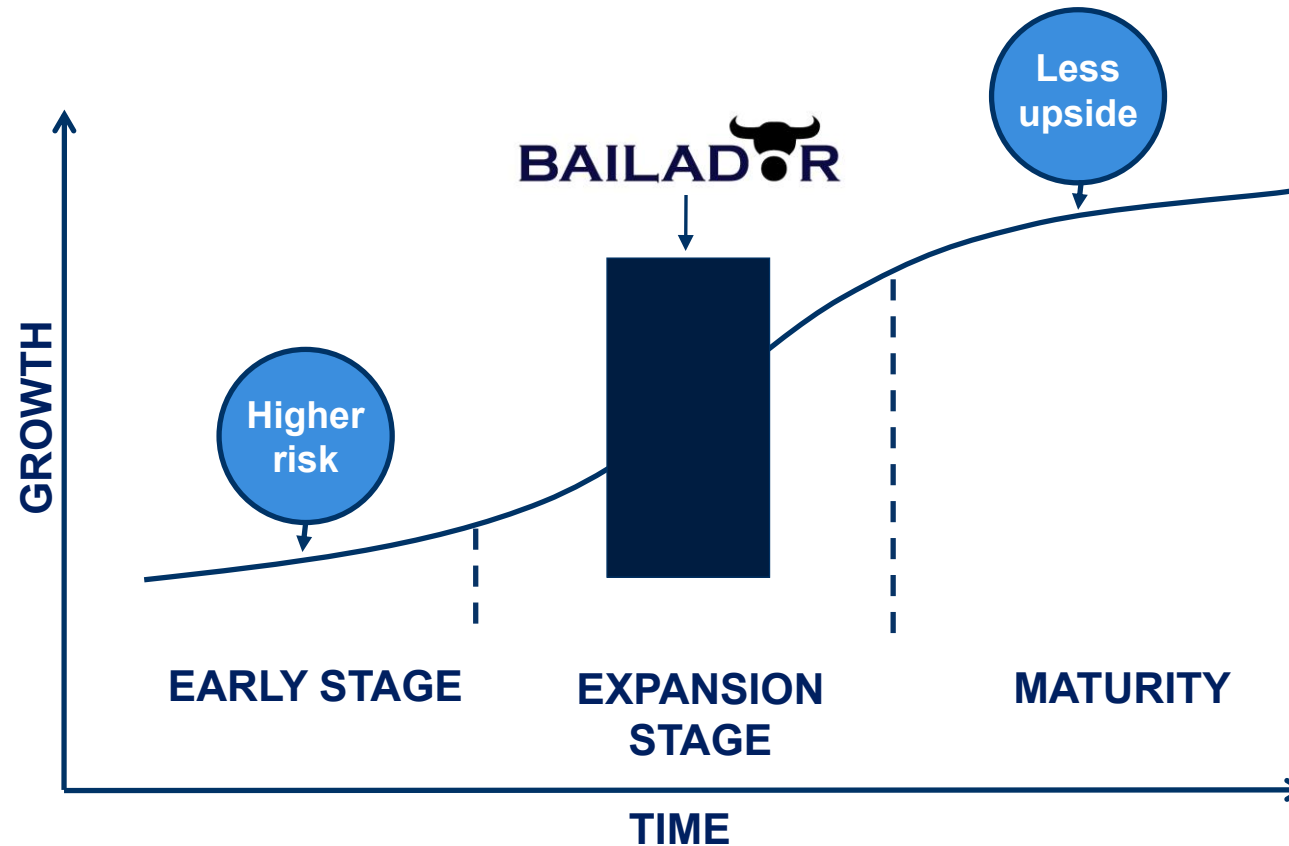 Less
upside
BAILADOR
GROWTH
Higher
risk
EARLY STAGE
EXPANSION
STAGE
MATURITY
TIME